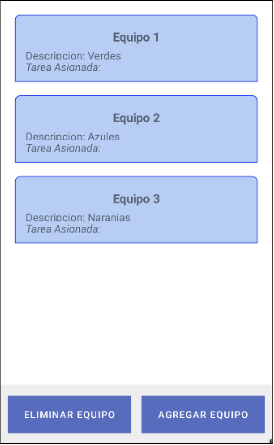 Equipo 1
Descripcion: Verdes
Tarea Asignada:
Equipo 2
Descripcion: Azules
Tarea Asignada:
Equipo 3
Descripcion: Naranjas
Tarea Asignada:
ELIMINAR EQUIPO
AGREGAR EQUIPO